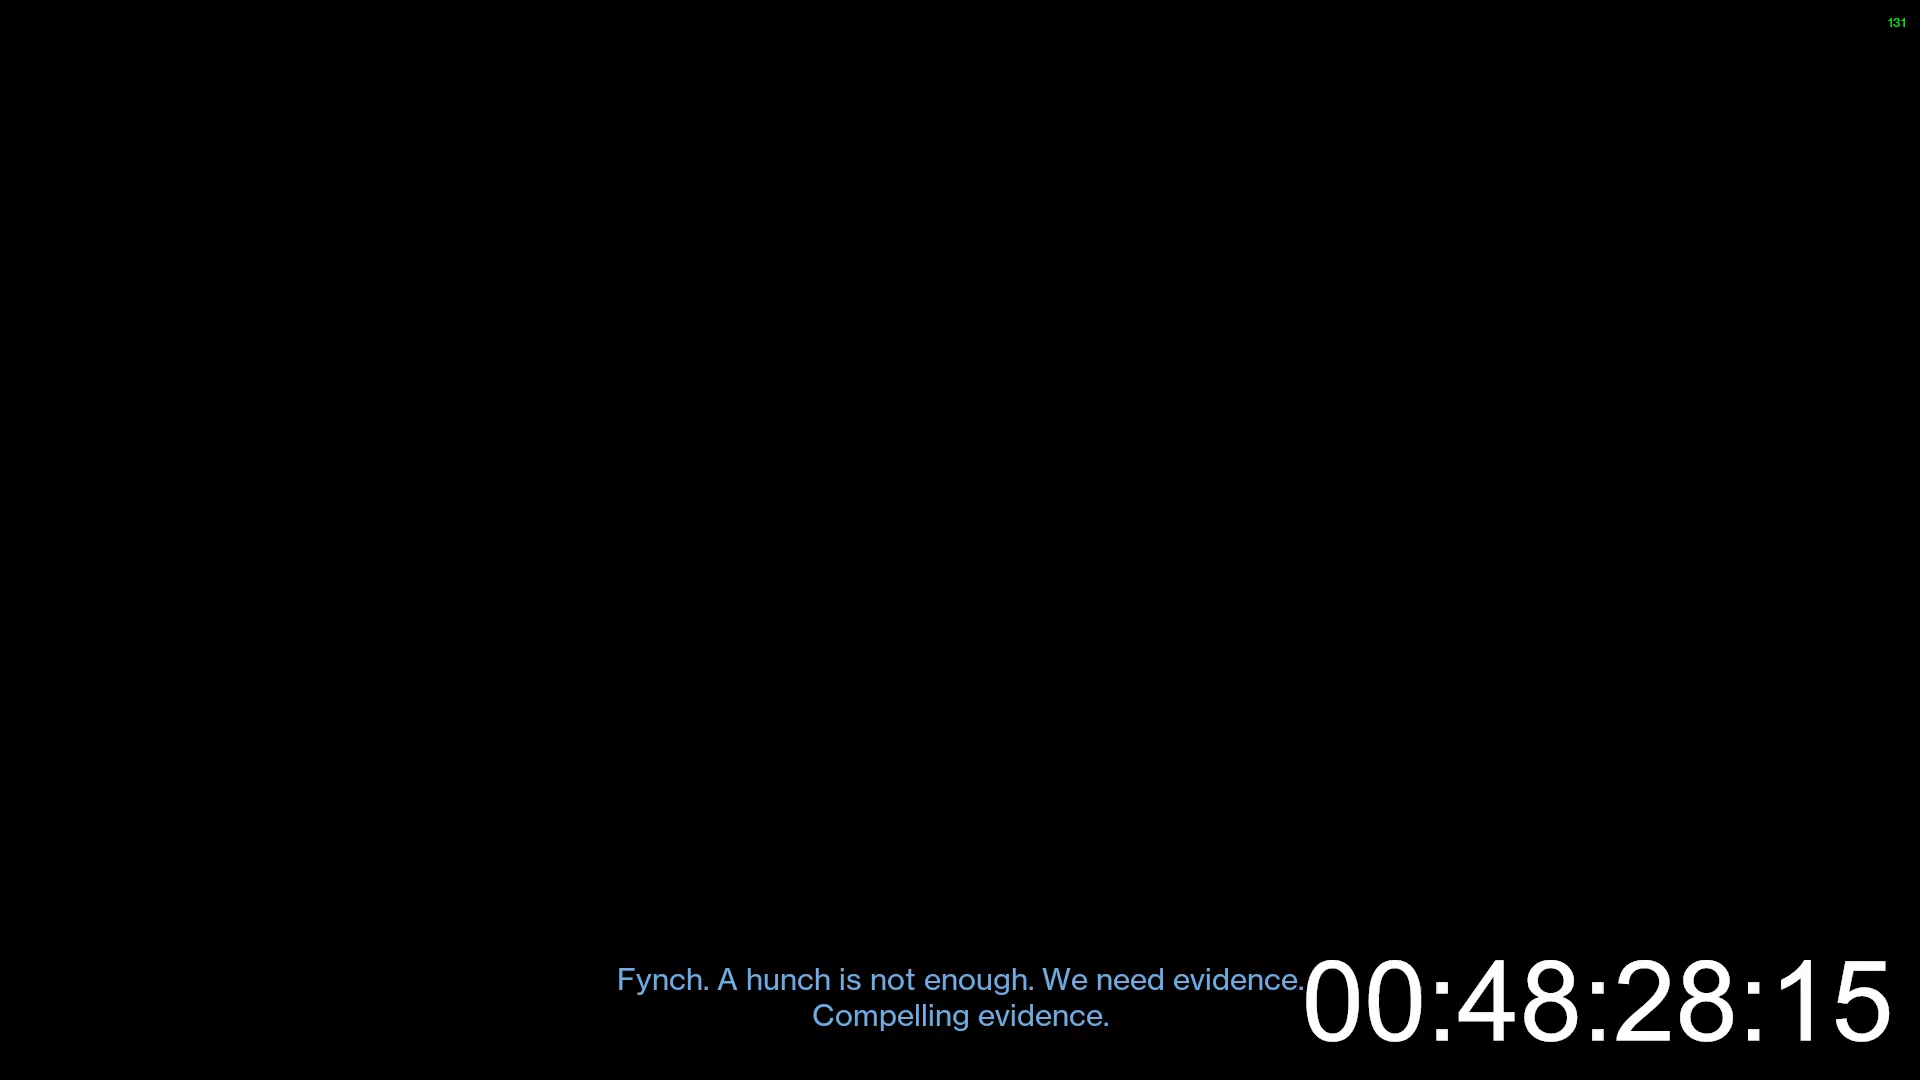 131
Fynch. A hunch is not enough. We need evidence.
Compelling evidence.
00:48:28:15